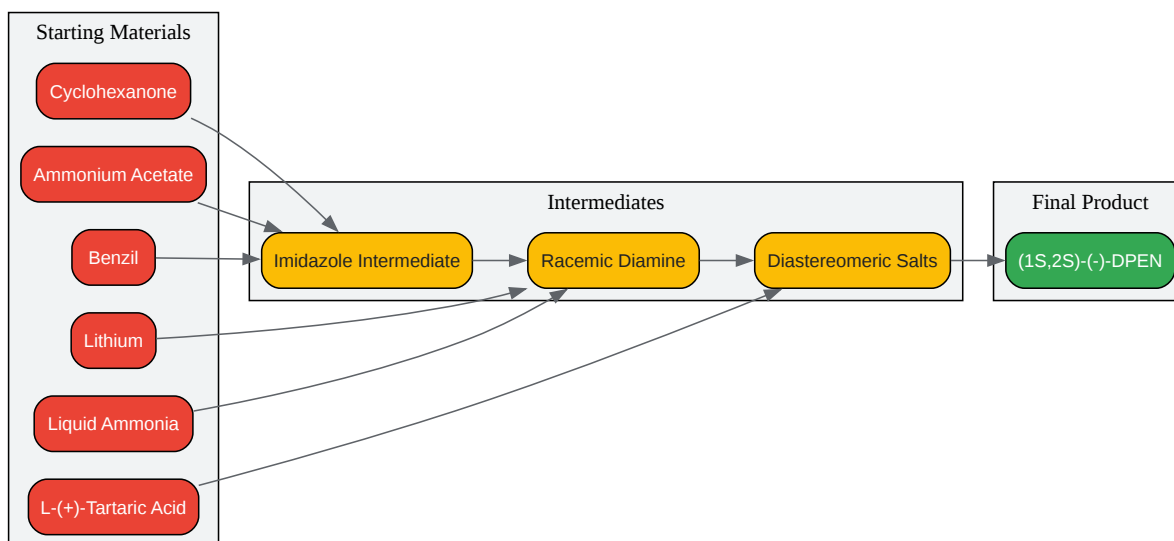 Starting Materials
Cyclohexanone
Ammonium Acetate
Benzil
Lithium
Liquid Ammonia
L-(+)-Tartaric Acid
Intermediates
Imidazole Intermediate
Racemic Diamine
Diastereomeric Salts
Final Product
(1S,2S)-(-)-DPEN